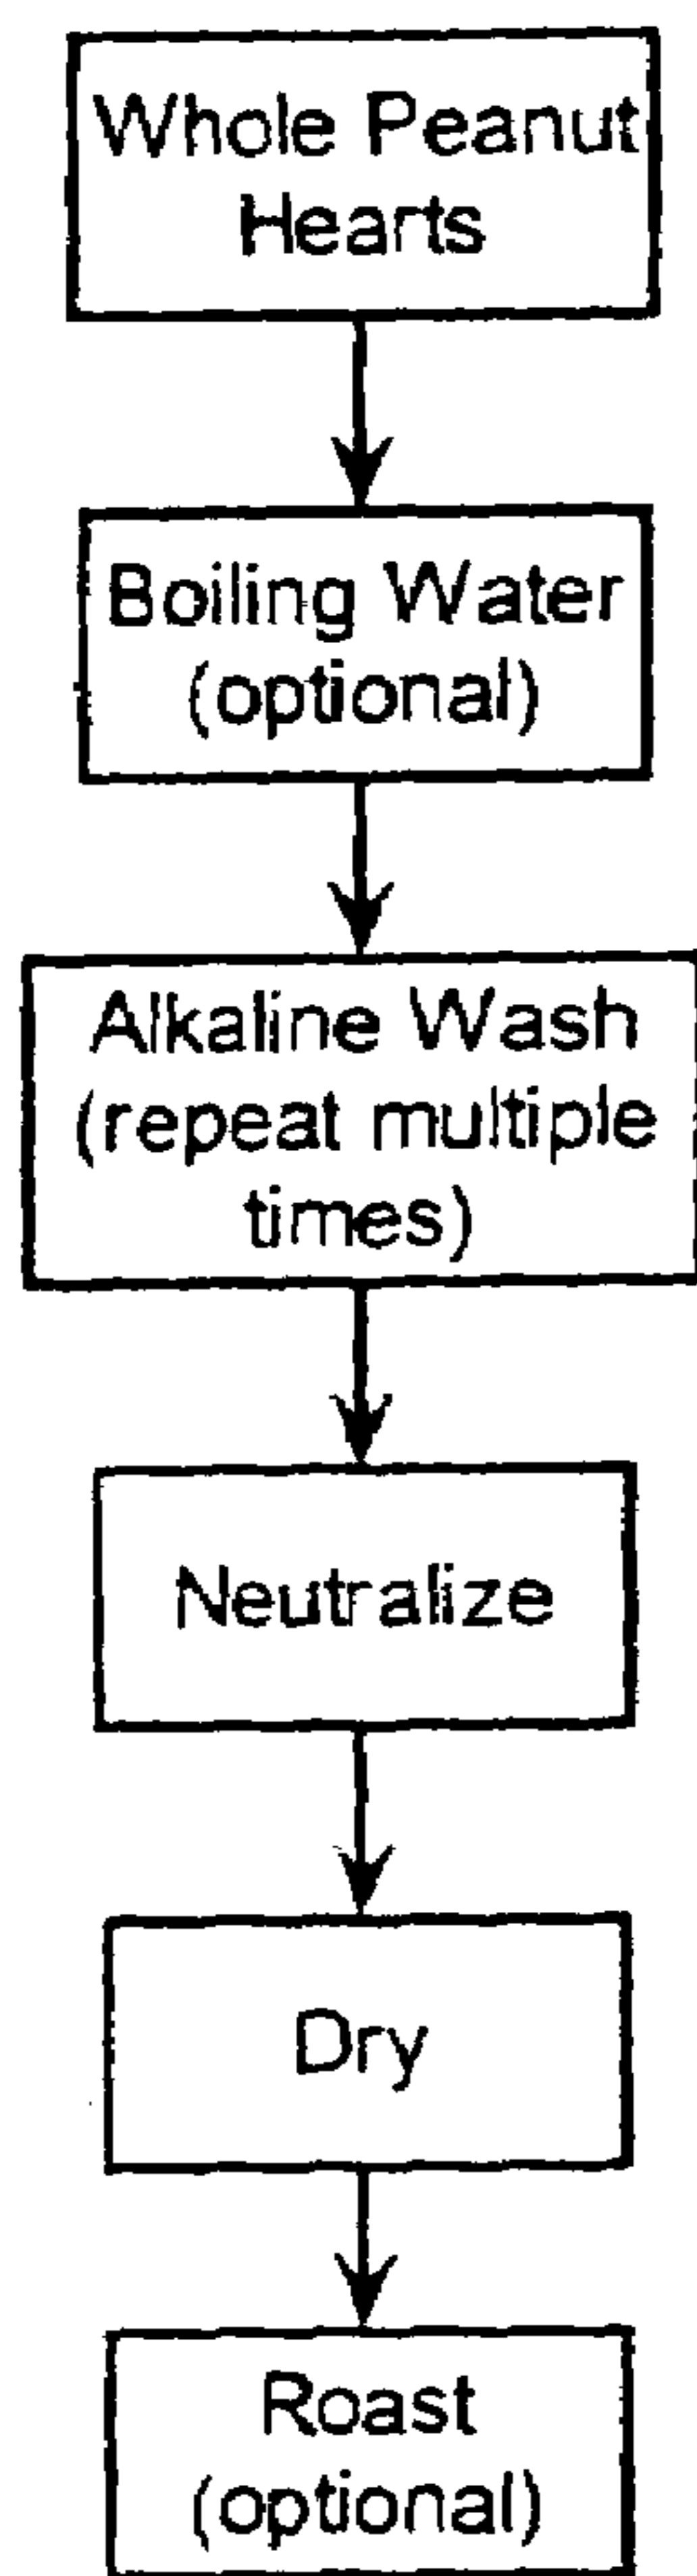 Whole Peanut
Hearts
Boiling Water
(optional)
Alkaline Wash
(repeat multiple
times)
Neutralize
Dry
Roast
(optional)